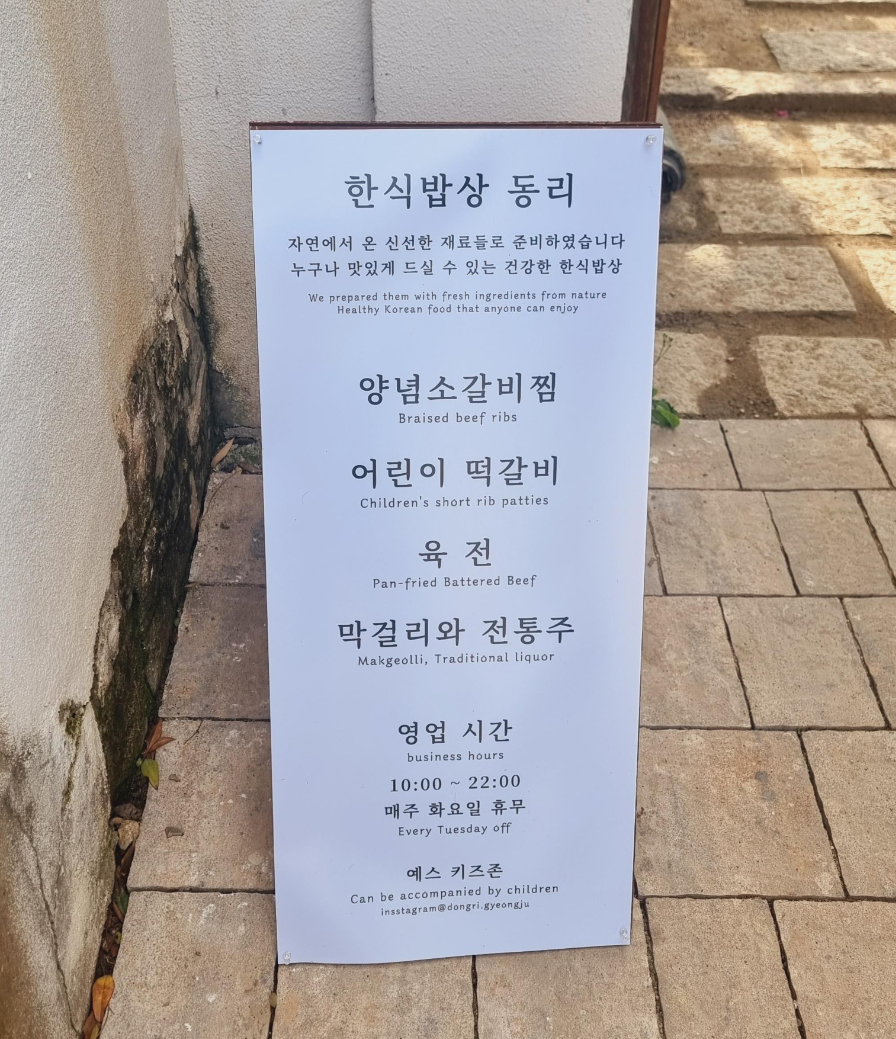 한식밥상 동리
자연에서 온 신선한 재료들로 준비하였습니다
누구나 맛있게 드실 수 있는 건강한 한식밥상
We prepared them with fresh ingredients from nature
Healthy Korean food that anyone can enjoy
양념소갈비찜
Braised beef ribs
어린이 떡갈비
Children's short rib patties
육 전
Pan-fried Battered Beef
막걸리와 전통주
Makgeolli, Traditional liquor
영업 시간
business hours
10:00 ~ 22:00
매주 화요일 휴무
Every Tuesday off
예스 키즈존
Can be accompanied by children
insstagram@dongri.gyeongju